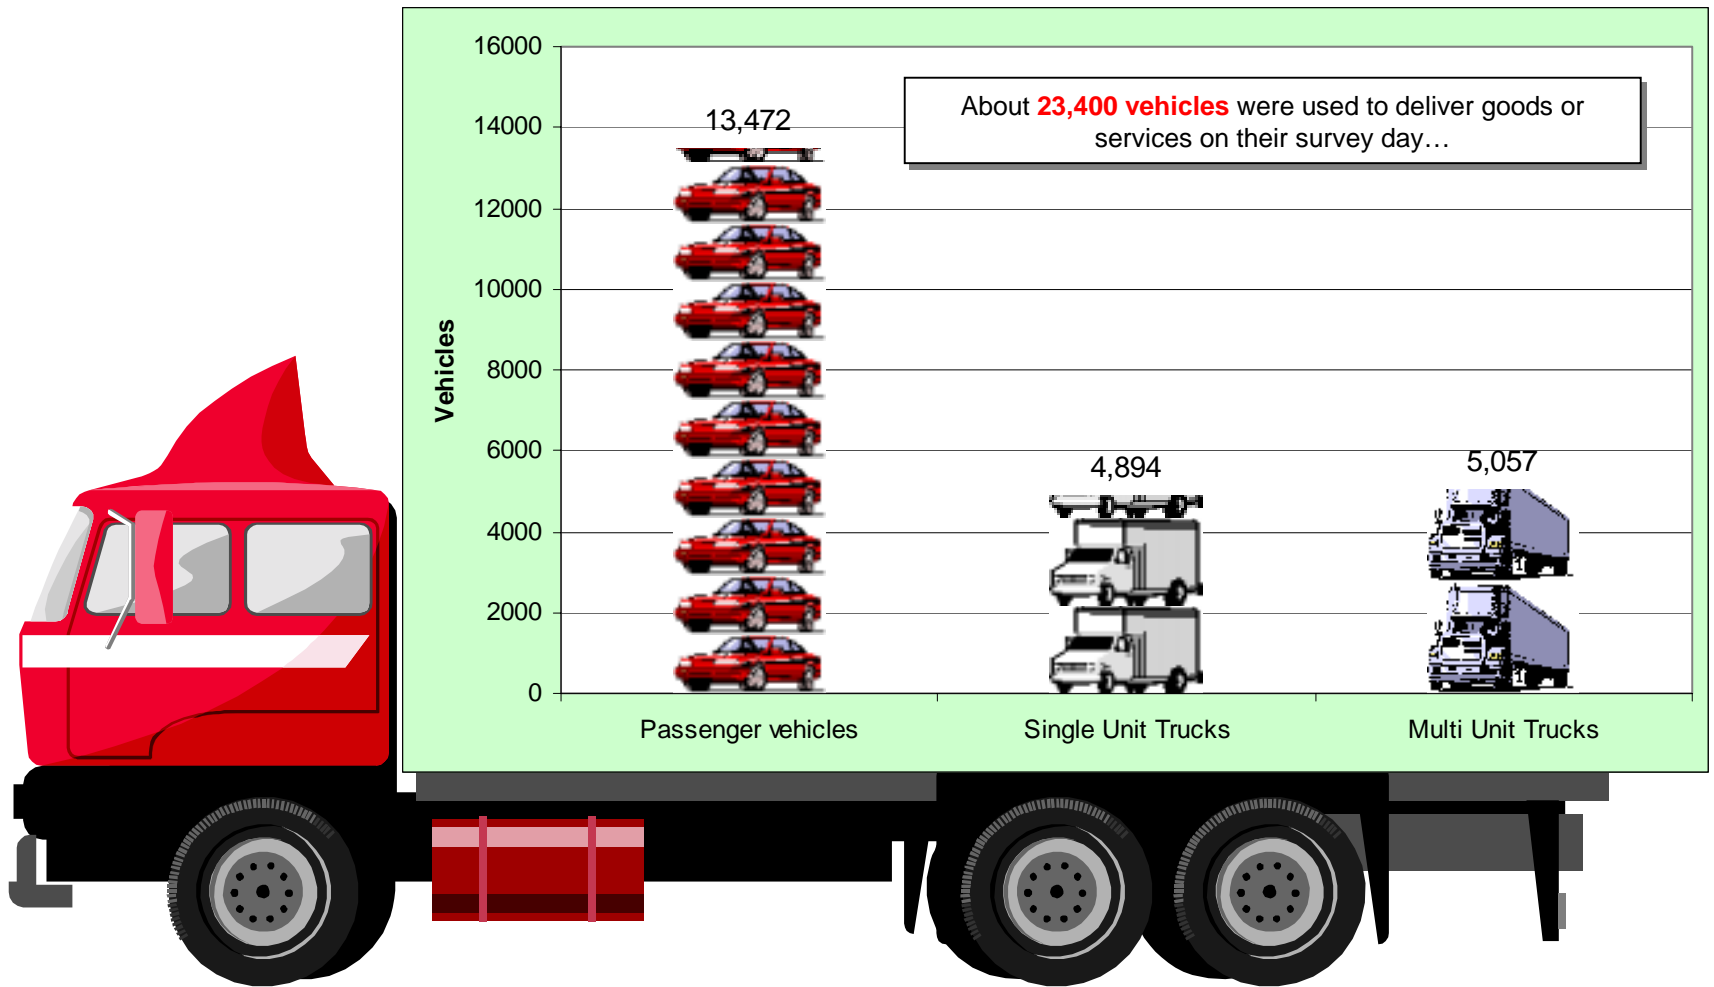 16000
14000
12000
10000
8000
6000
4000
2000
0
Vehicles
About 23,400 vehicles were used to deliver goods or
services on their survey day…
13,472
4,894
5,057
Passenger vehicles
Single Unit Trucks
Multi Unit Trucks